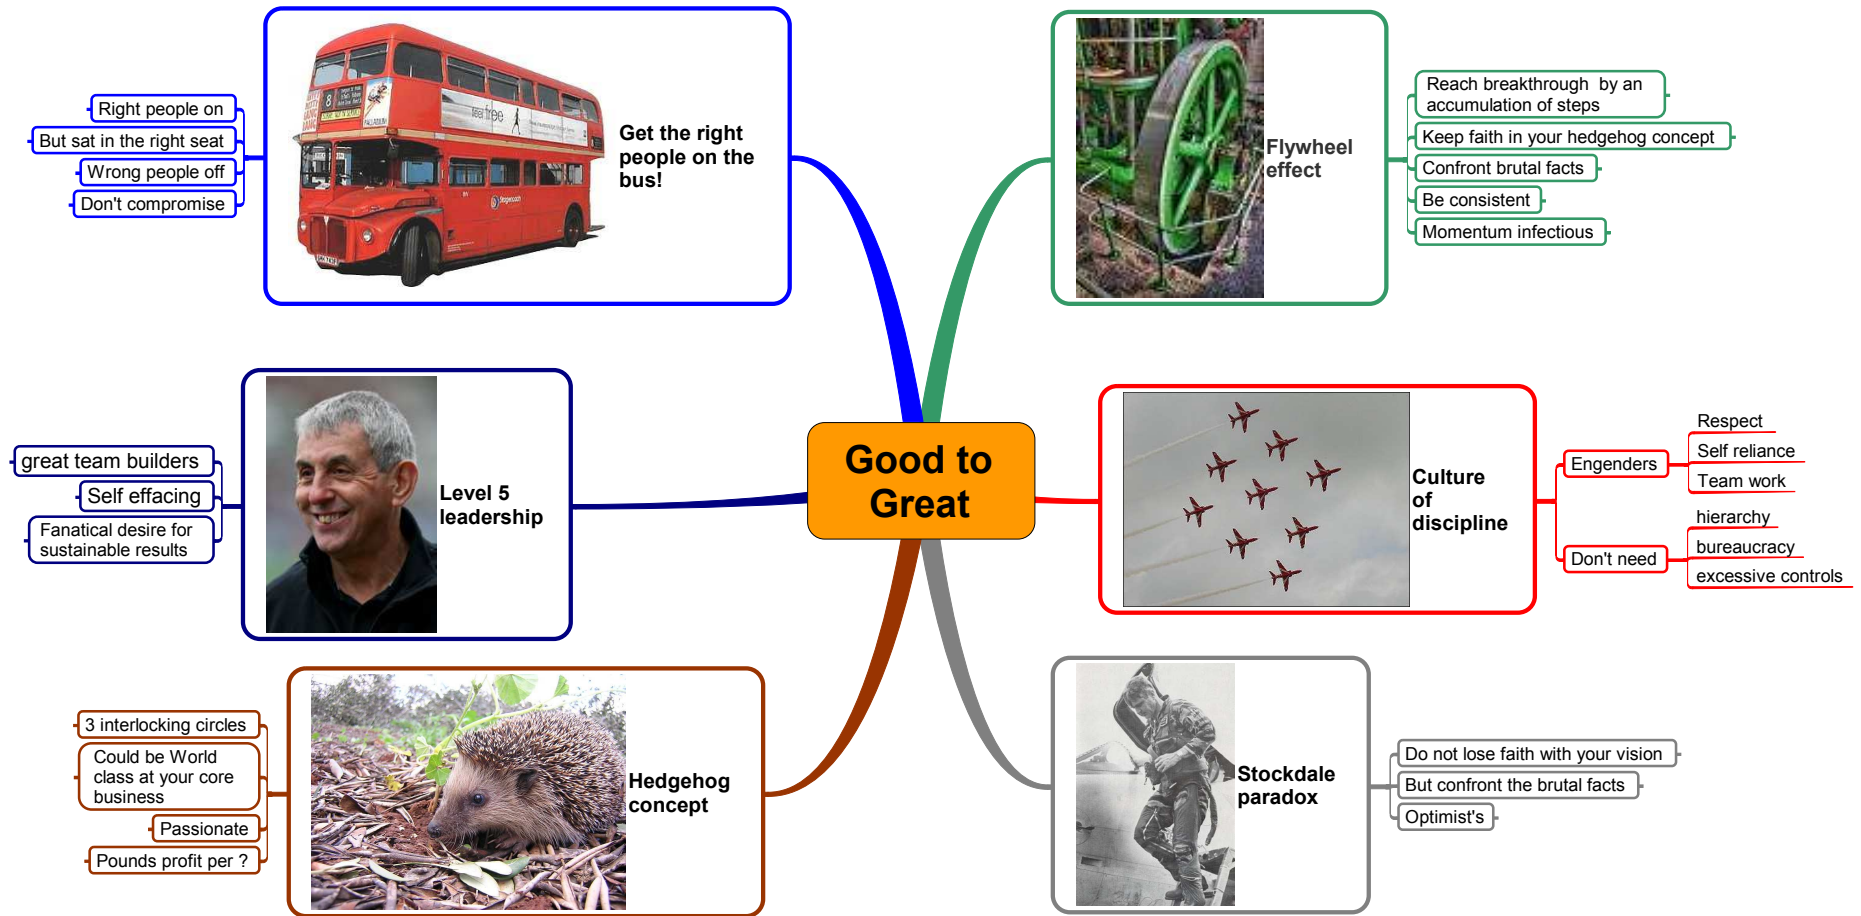 Good to
Great
Get the right
people on the
bus!
Right people on
But sat in the right seat
Wrong people off
Don't compromise
8
feel free
Stagecoach
Level 5
leadership
great team builders
Self effacing
Fanatical desire for
sustainable results
Hedgehog
concept
3 interlocking circles
Could be World
class at your core
business
Passionate
Pounds profit per ?
Flywheel
effect
Reach breakthrough  by an
accumulation of steps
Keep faith in your hedgehog concept
Confront brutal facts
Be consistent
Momentum infectious
Culture
of
discipline
Engenders
Respect
Self reliance
Team work
Don't need
hierarchy
bureaucracy
excessive controls
Stockdale
paradox
Do not lose faith with your vision
But confront the brutal facts
Optimist's